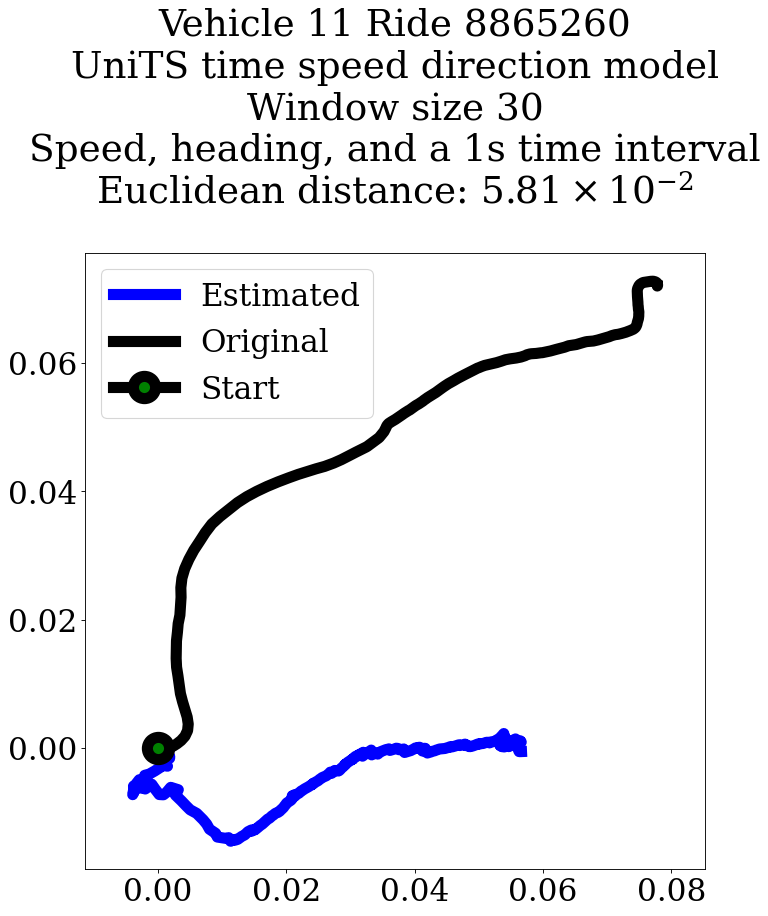 Vehicle 11 Ride 8865260
UniTS time speed direction model
Window size 30
Speed, heading, and a 1s time interval
Euclidean distance: 5.81 × 10⁻²
Estimated
Original
Start
0.06
0.04
0.02
0.00
0.00 0.02 0.04 0.06 0.08